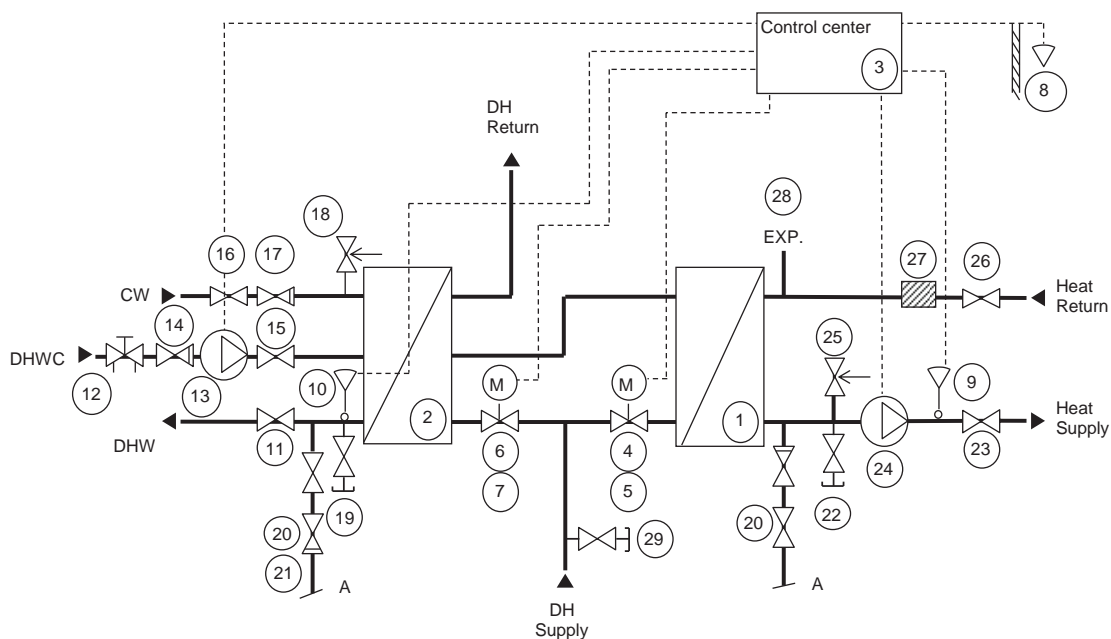 Control center
3
8
DH
Return
28
EXP.
18
16
17
27
26
CW
Heat
Return
14
15
25
DHWC
10
M
M
9
12
13
2
1
DHW
11
6
4
24
23
Heat
Supply
7
5
19
20
22
20
29
21
A
A
DH
Supply